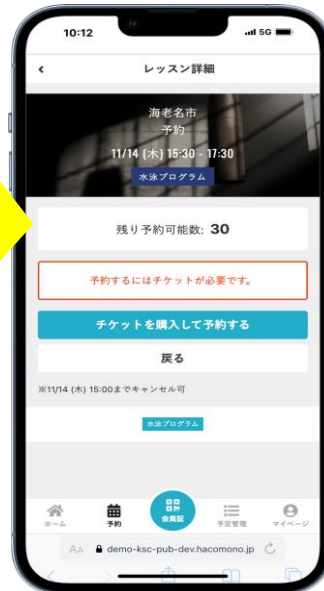 10:12
5G
レッスン詳細
海老名市
予約
11/14 (木) 15:30 - 17:30
水泳プログラム
残り予約可能数: 30
予約するにはチケットが必要です。
チケットを購入して予約する
戻る
※11/14 (木) 15:00までキャンセル可
水泳プログラム
ホーム
予約
会員証
予定管理
マイページ
AA demo-ksc-pub-dev.hacomono.jp